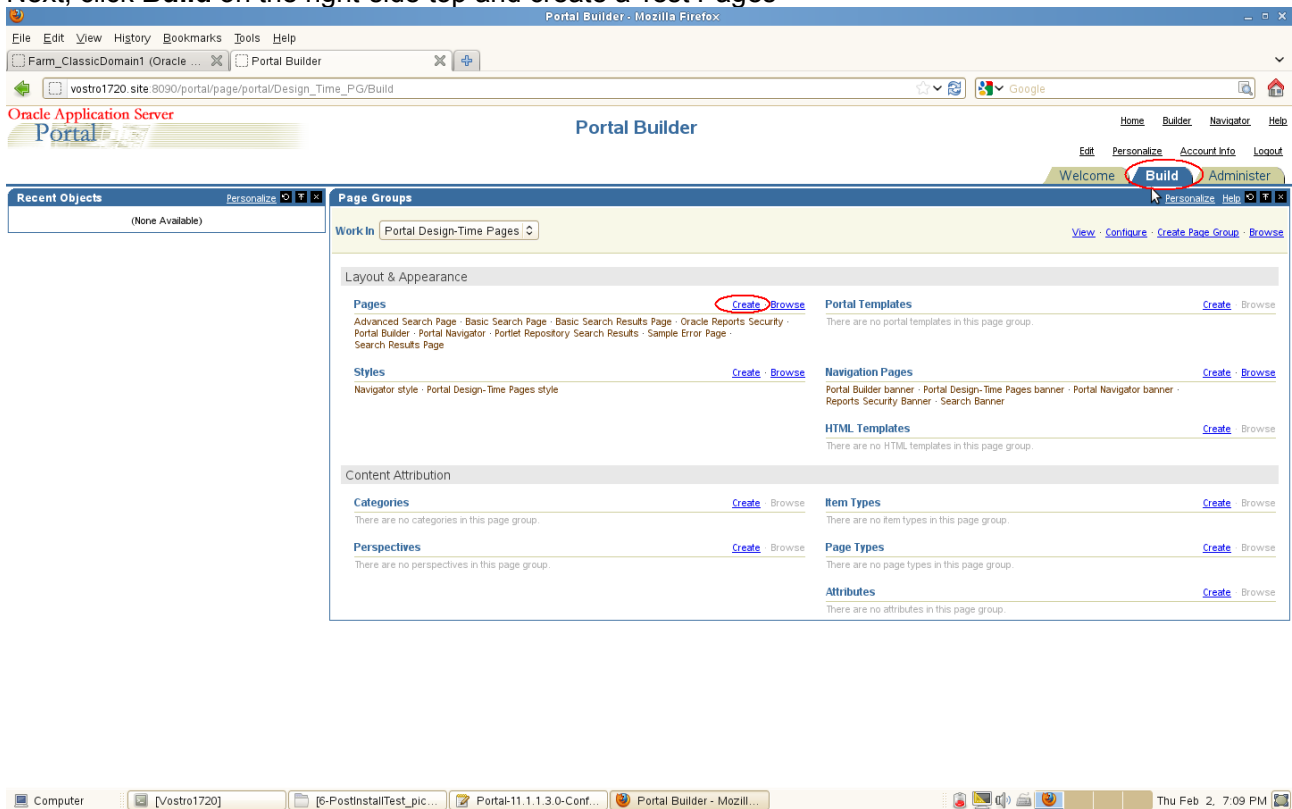 Next, click Build on the right-side top and create a Test Pages
Portal Builder - Mozilla Firefox
File Edit View History Bookmarks Tools Help
Farm_ClassicDomain1 (Oracle ... Portal Builder
vostro1720.site:8090/portal/page/portal/Design_Time_PG/Build Google
Oracle Application Server
Portal
Portal Builder
Home Builder Navigator Help
Edit Personalize Account Info Logout
Welcome Build Administer
Recent Objects Personalize
(None Available)
Page Groups Personalize Help
Work In Portal Design-Time Pages View · Configure · Create Page Group · Browse
Layout & Appearance
Pages Create · Browse
Advanced Search Page · Basic Search Page · Basic Search Results Page · Oracle Reports Security ·
Portal Builder · Portal Navigator · Portlet Repository Search Results · Sample Error Page ·
Search Results Page
Portal Templates Create · Browse
There are no portal templates in this page group.
Styles Create · Browse
Navigator style · Portal Design-Time Pages style
Navigation Pages Create · Browse
Portal Builder banner · Portal Design-Time Pages banner · Portal Navigator banner ·
Reports Security Banner · Search Banner
HTML Templates Create · Browse
There are no HTML templates in this page group.
Content Attribution
Categories Create · Browse
There are no categories in this page group.
Item Types Create · Browse
There are no item types in this page group.
Perspectives Create · Browse
There are no perspectives in this page group.
Page Types Create · Browse
There are no page types in this page group.
Attributes Create · Browse
There are no attributes in this page group.
Computer [Vostro1720] [6-PostInstallTest_pic... Portal-11.1.1.3.0-Conf... Portal Builder - Mozill... Thu Feb 2, 7:09 PM